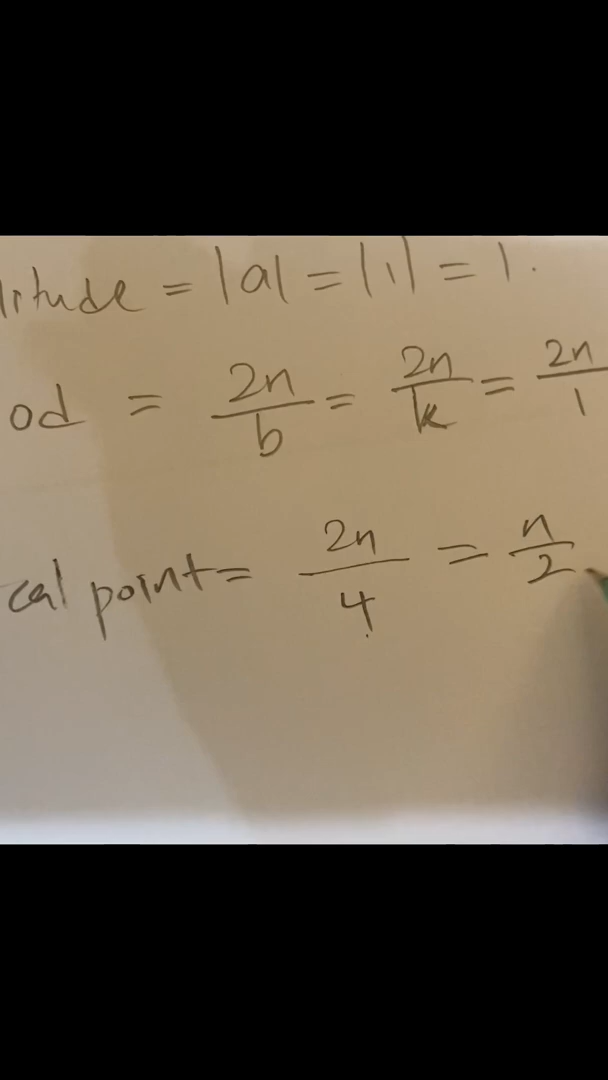 litude = |a| = |1| = 1.
od = 2π/b = 2π/k = 2π/1
cal point = 2π/4 = π/2